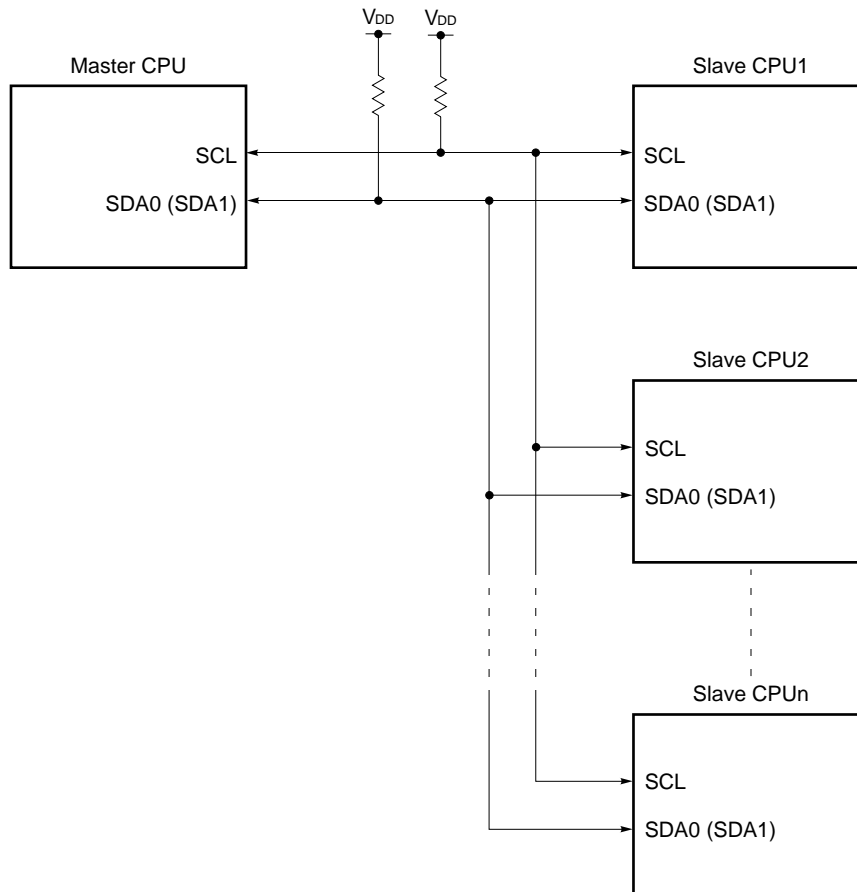 VDD
VDD
Master CPU
Slave CPU1
SCL
SCL
SDA0 (SDA1)
SDA0 (SDA1)
Slave CPU2
SCL
SDA0 (SDA1)
Slave CPUn
SCL
SDA0 (SDA1)